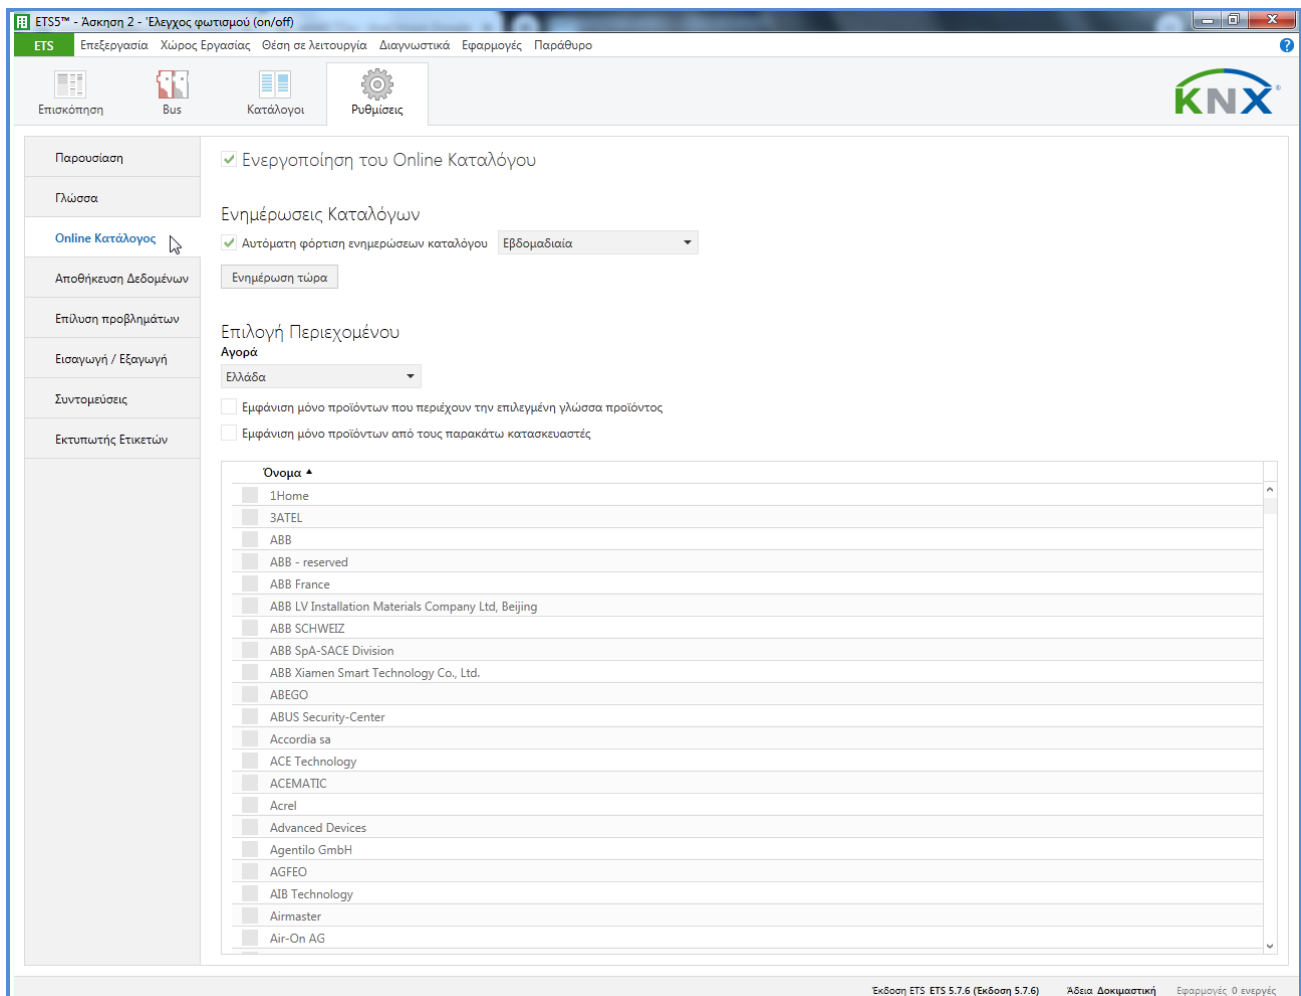 ETS5™ - Άσκηση 2 - Έλεγχος φωτισμού (on/off)
ETS Επεξεργασία Χώρος Εργασίας Θέση σε λειτουργία Διαγνωστικά Εφαρμογές Παράθυρο
Επισκόπηση Bus Κατάλογοι Ρυθμίσεις
KNX®
Παρουσίαση
Γλώσσα
Online Κατάλογος
Αποθήκευση Δεδομένων
Επίλυση προβλημάτων
Εισαγωγή / Εξαγωγή
Συντομεύσεις
Εκτυπωτής Ετικετών
Ενεργοποίηση του Online Καταλόγου
Ενημέρωσεις Καταλόγων
Αυτόματη φόρτιση ενημερώσεων καταλόγου Εβδομαδιαία
Ενημέρωση τώρα
Επιλογή Περιεχομένου
Αγορά
Ελλάδα
Εμφάνιση μόνο προϊόντων που περιέχουν την επιλεγμένη γλώσσα προϊόντος
Εμφάνιση μόνο προϊόντων από τους παρακάτω κατασκευαστές
Όνομα
1Home
3ATEL
ABB
ABB - reserved
ABB France
ABB LV Installation Materials Company Ltd, Beijing
ABB SCHWEIZ
ABB SpA-SACE Division
ABB Xiamen Smart Technology Co., Ltd.
ABEGO
ABUS Security-Center
Accordia sa
ACE Technology
ACEMATIC
Acrel
Advanced Devices
Agentilo GmbH
AGFEO
AIB Technology
Airmaster
Air-On AG
Έκδοση ETS ETS 5.7.6 (Έκδοση 5.7.6) Άδεια Δοκιμαστική Εφαρμογές 0 ενεργές